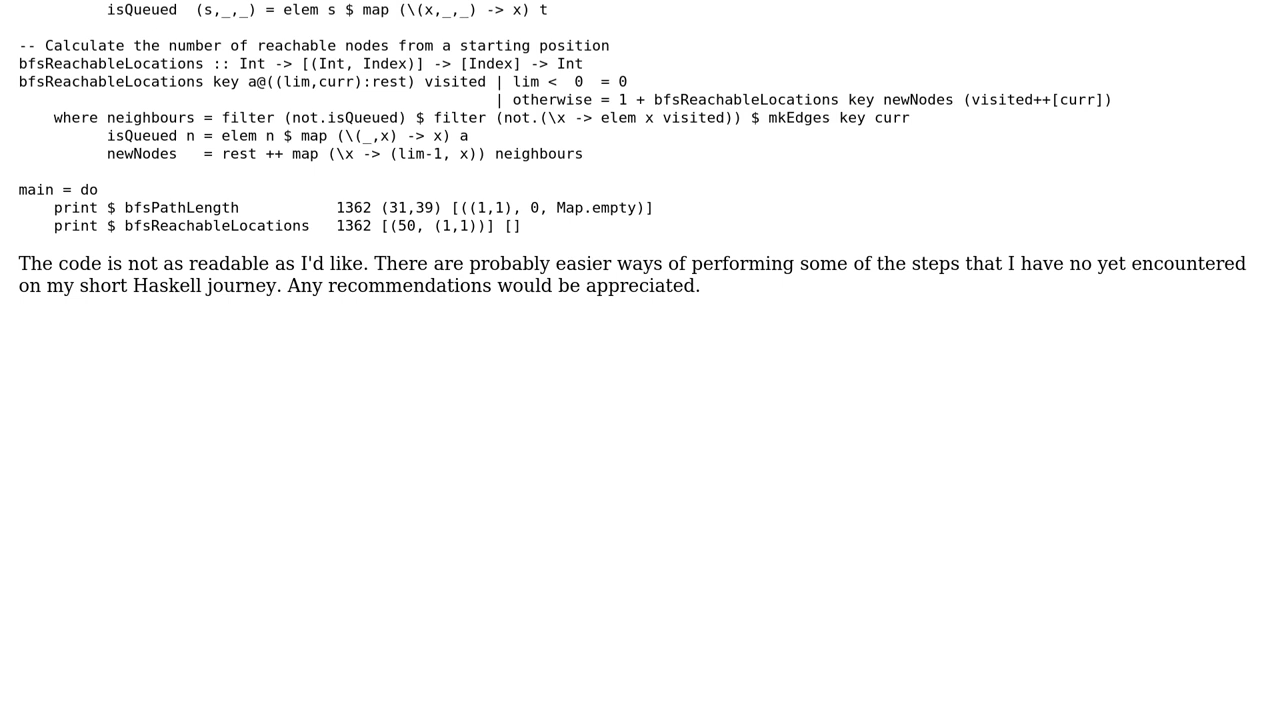 isQueued  (s,_,_) = elem s $ map (\(x,_,_) -> x) t
-- Calculate the number of reachable nodes from a starting position
bfsReachableLocations :: Int -> [(Int, Index)] -> [Index] -> Int
bfsReachableLocations key a@((lim,curr):rest) visited | lim <  0  = 0
| otherwise = 1 + bfsReachableLocations key newNodes (visited++[curr])
where neighbours = filter (not.isQueued) $ filter (not.(\x -> elem x visited)) $ mkEdges key curr
isQueued n = elem n $ map (\(_,x) -> x) a
newNodes   = rest ++ map (\x -> (lim-1, x)) neighbours
main = do
print $ bfsPathLength           1362 (31,39) [((1,1), 0, Map.empty)]
print $ bfsReachableLocations   1362 [(50, (1,1))] []
The code is not as readable as I'd like. There are probably easier ways of performing some of the steps that I have no yet encountered
on my short Haskell journey. Any recommendations would be appreciated.